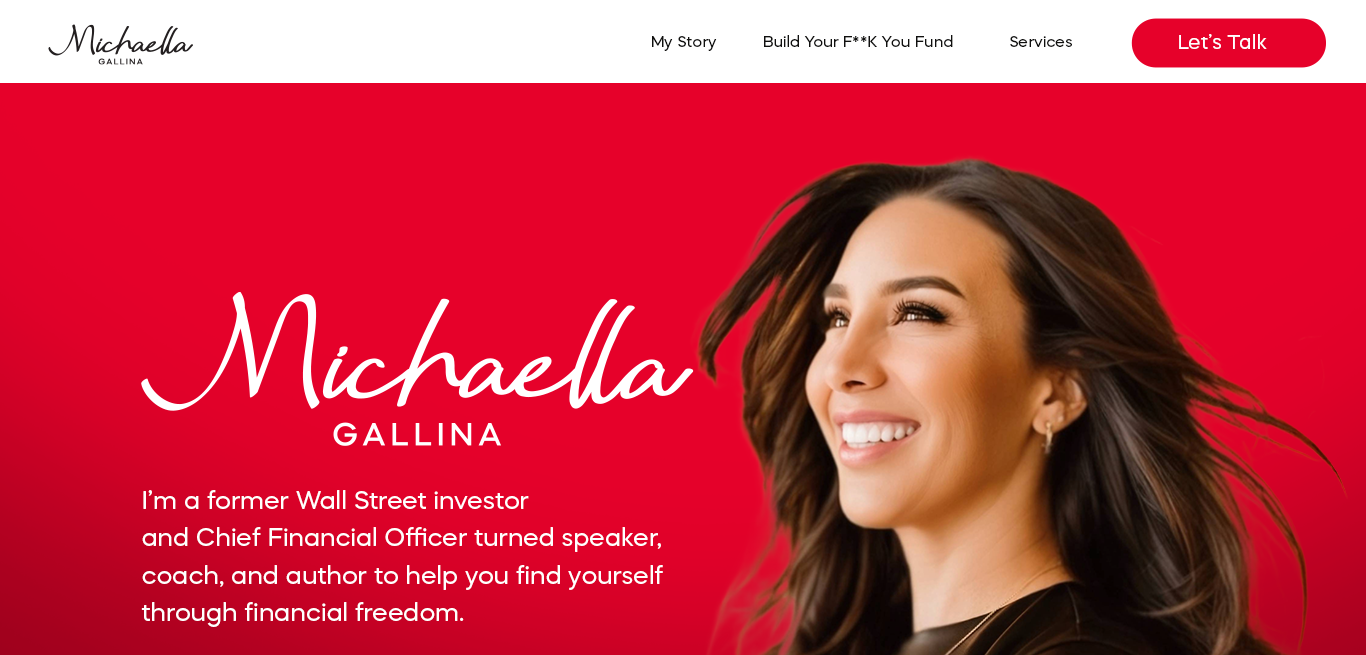 Michaella
GALLINA
My Story
Build Your F**K You Fund
Services
Let's Talk
Michaella
GALLINA
I'm a former Wall Street investor
and Chief Financial Officer turned speaker,
coach, and author to help you find yourself
through financial freedom.